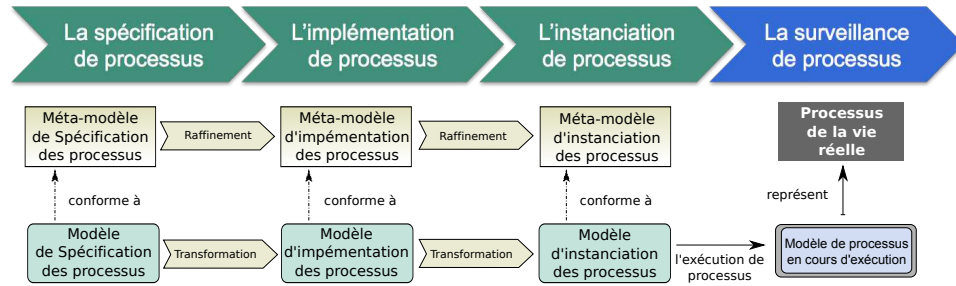 La spécification
de processus
L'implémentation
de processus
L'instanciation
de processus
La surveillance
de processus
Méta-modèle
de Spécification
des processus
Raffinement
Méta-modèle
d'impémentation
des processus
Raffinement
Méta-modèle
d'instanciation
des processus
Processus
de la vie
réelle
conforme à
conforme à
conforme à
représent
Modèle
de Spécification
des processus
Transformation
Modèle
d'impémentation
des processus
Transformation
Modèle
d'instanciation
des processus
l'exécution de
processus
Modèle de processus
en cours d'exécution